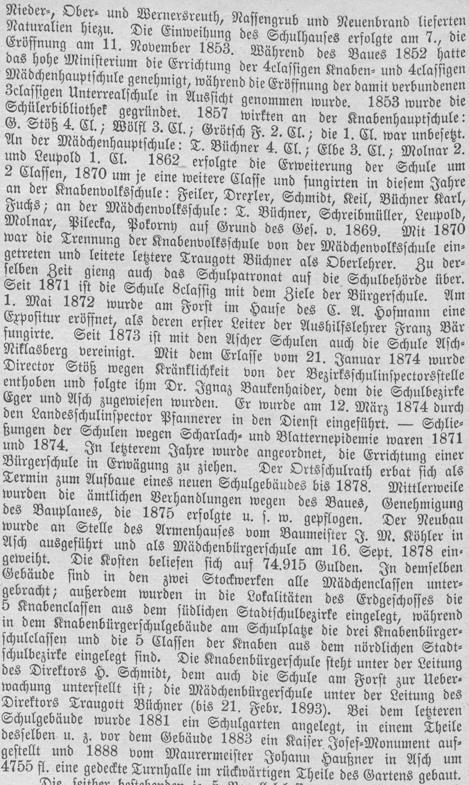 Nieder-, Ober- und Wernersreuth, Nassengrub und Neuenbrand lieferten
Naturalien hiezu. Die Einweihung des Schulhauses erfolgte am 7., die
Eröffnung am 11. November 1853. Während des Baues 1852 hatte
das hohe Ministerium die Errichtung der 4classigen Knaben- und 4classigen
Mädchenhauptschule genehmigt, während die Eröffnung der damit verbundenen
3classigen Unterrealschule in Aussicht genommen wurde. 1853 wurde die
Schülerbibliothek gegründet. 1857 wirkten an der Knabenhauptschule:
G. Stöß 4. Cl.; Wölfl 3. Cl.; Grötsch F. 2. Cl.; die 1. Cl. war unbesetzt.
An der Mädchenhauptschule: T. Büchner 4. Cl.; Elbe 3. Cl.; Molnar 2.
und Leupold 1. Cl. 1862 erfolgte die Erweiterung der Schule um
2 Classen, 1870 um je eine weitere Classe und fungirten in diesem Jahre
an der Knabenvolksschule: Feiler, Drexler, Schmidt, Keil, Büchner Karl,
Fuchs; an der Mädchenvolksschule: T. Büchner, Schreibmüller, Leupold,
Molnar, Pilecka, Pokorny auf Grund des Ges. v. 1869. Mit 1870
war die Trennung der Knabenvolksschule von der Mädchenvolksschule ein-
getreten und leitete letztere Traugott Büchner als Oberlehrer. Zu der-
selben Zeit gieng auch das Schulpatronat auf die Schulbehörde über.
Seit 1871 ist die Schule 8classig mit dem Ziele der Bürgerschule. Am
1. Mai 1872 wurde am Forst im Hause des C. A. Hofmann eine
Expositur eröffnet, als deren erster Leiter der Aushilfslehrer Franz Bär
fungirte. Seit 1873 ist mit den Ascher Schulen auch die Schule Asch-
Niklasberg vereinigt. Mit dem Erlasse vom 21. Januar 1874 wurde
Director Stöß wegen Kränklichkeit von der Bezirksschulinspectorsstelle
enthoben und folgte ihm Dr. Ignaz Baukenhaider, dem die Schulbezirke
Eger und Asch zugewiesen wurden. Er wurde am 12. März 1874 durch
den Landesschulinspector Pfannerer in den Dienst eingeführt. — Schlie-
ßungen der Schulen wegen Scharlach- und Blatternepidemie waren 1871
und 1874. In letzterem Jahre wurde angeordnet, die Errichtung einer
Bürgerschule in Erwägung zu ziehen. Der Ortsschulrath erbat sich als
Termin zum Aufbaue eines neuen Schulgebäudes bis 1878. Mittlerweile
wurden die ämtlichen Verhandlungen wegen des Baues, Genehmigung
des Bauplanes, die 1875 erfolgte u. s. w. gepflogen. Der Neubau
wurde an Stelle des Armenhauses vom Baumeister J. M. Köhler in
Asch ausgeführt und als Mädchenbürgerschule am 16. Sept. 1878 ein-
geweiht. Die Kosten beliefen sich auf 74.915 Gulden. In demselben
Gebäude sind in den zwei Stockwerken alle Mädchenclassen unter-
gebracht; außerdem wurden in die Lokalitäten des Erdgeschosses die
5 Knabenclassen aus dem südlichen Stadtschulbezirke eingelegt, während
in dem Knabenbürgerschulgebäude am Schulplatze die drei Knabenbürger-
schulclassen und die 5 Classen der Knaben aus dem nördlichen Stadt-
schulbezirke eingelegt sind. Die Knabenbürgerschule steht unter der Leitung
des Direktors H. Schmidt, dem auch die Schule am Forst zur Ueber-
wachung unterstellt ist; die Mädchenbürgerschule unter der Leitung des
Direktors Traugott Büchner (bis 21. Febr. 1893). Bei dem letzteren
Schulgebäude wurde 1881 ein Schulgarten angelegt, in einem Theile
desselben u. z. vor dem Gebäude 1883 ein Kaiser Josef-Monument auf-
gestellt und 1888 vom Maurermeister Johann Haußner in Asch um
4755 fl. eine gedeckte Turnhalle im rückwärtigen Theile des Gartens gebaut.